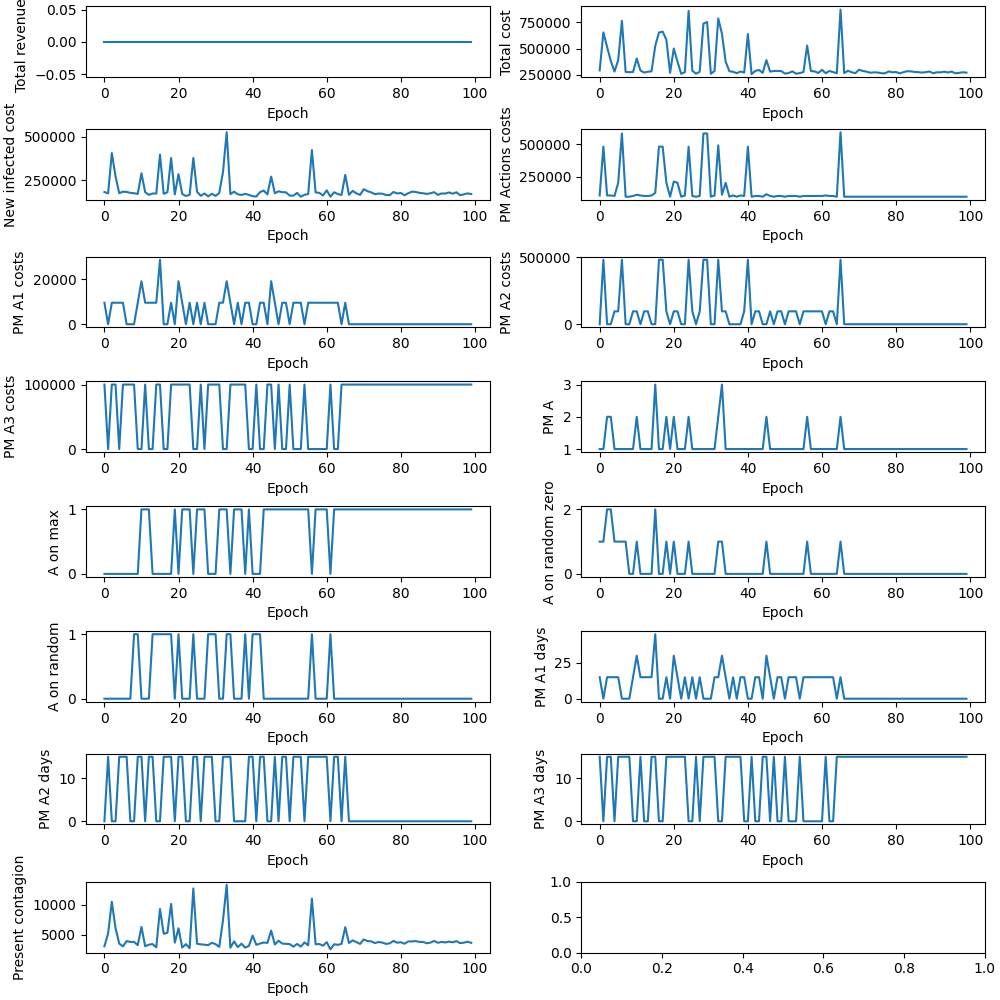 Total revenue
0.05
0.00
−0.05
0 20 40 60 80 100
Epoch
Total cost
750000
500000
250000
0 20 40 60 80 100
Epoch
New infected cost
500000
250000
0 20 40 60 80 100
Epoch
PM Actions costs
500000
250000
0 20 40 60 80 100
Epoch
PM A1 costs
20000
0
0 20 40 60 80 100
Epoch
PM A2 costs
500000
0
0 20 40 60 80 100
Epoch
PM A3 costs
100000
0
0 20 40 60 80 100
Epoch
PM A
3
2
1
0 20 40 60 80 100
Epoch
A on max
1
0
0 20 40 60 80 100
Epoch
A on random zero
2
0
0 20 40 60 80 100
Epoch
A on random
1
0
0 20 40 60 80 100
Epoch
PM A1 days
25
0
0 20 40 60 80 100
Epoch
PM A2 days
10
0
0 20 40 60 80 100
Epoch
PM A3 days
10
0
0 20 40 60 80 100
Epoch
Present contagion
10000
5000
0 20 40 60 80 100
Epoch
1.0
0.5
0.0
0.0 0.2 0.4 0.6 0.8 1.0